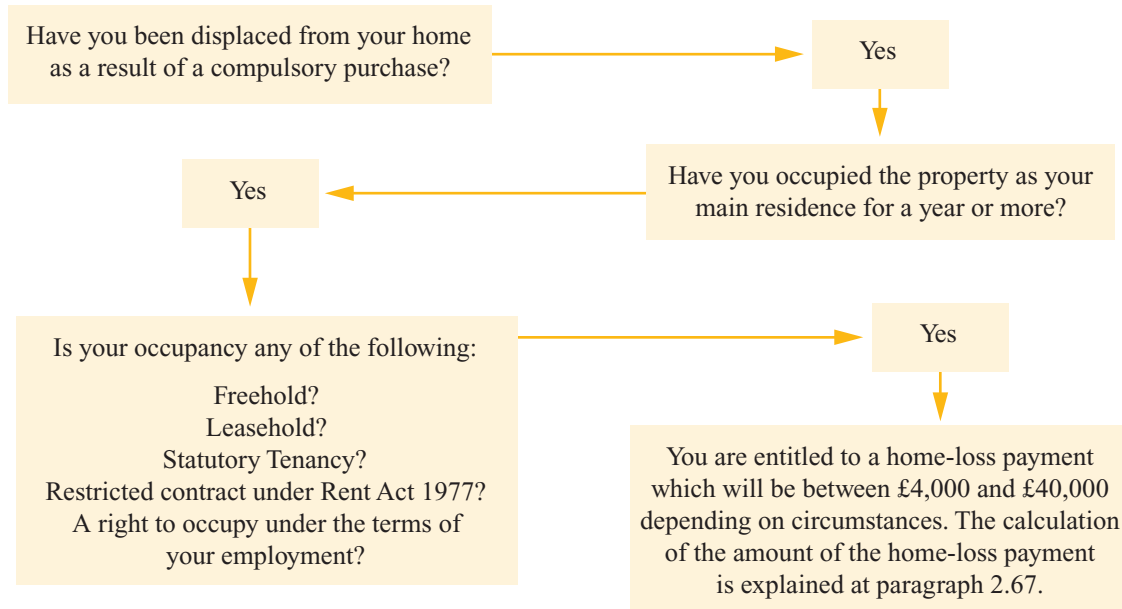 Have you been displaced from your home
as a result of a compulsory purchase?
Yes
Have you occupied the property as your
main residence for a year or more?
Yes
Is your occupancy any of the following:
Freehold?
Leasehold?
Statutory Tenancy?
Restricted contract under Rent Act 1977?
A right to occupy under the terms of
your employment?
Yes
You are entitled to a home-loss payment
which will be between £4,000 and £40,000
depending on circumstances. The calculation
of the amount of the home-loss payment
is explained at paragraph 2.67.